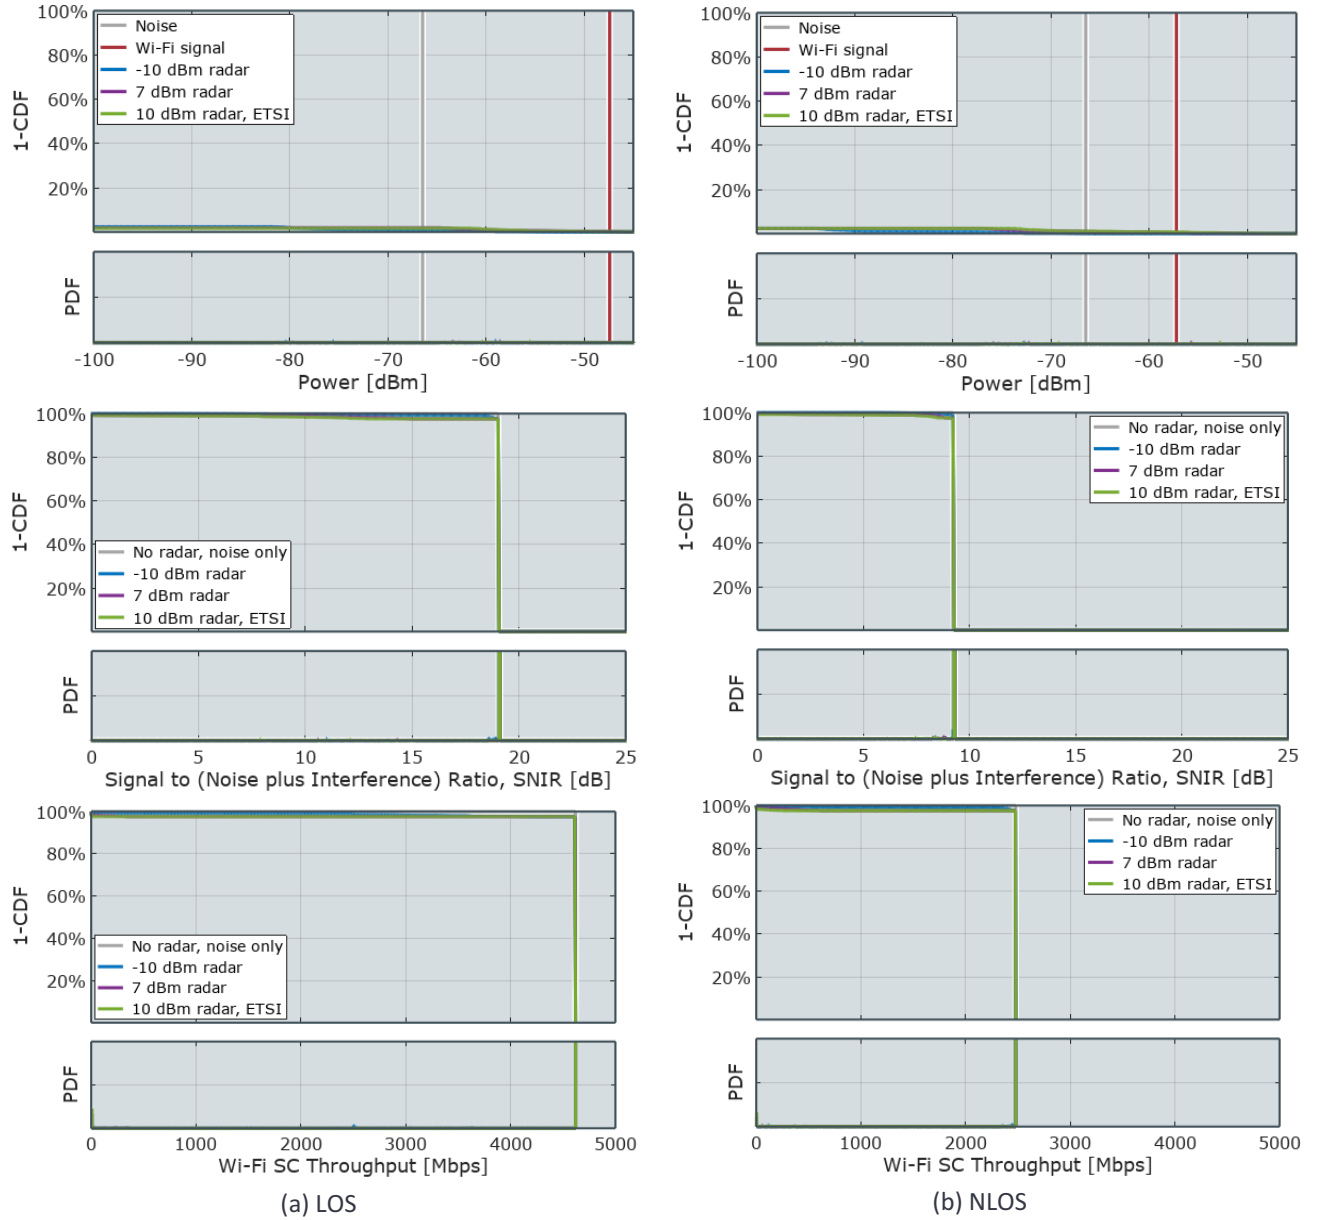 100%
80%
60%
40%
20%
1-CDF
Noise
Wi-Fi signal
-10 dBm radar
7 dBm radar
10 dBm radar, ETSI
PDF
-100 -90 -80 -70 -60 -50
Power [dBm]
100%
80%
60%
40%
20%
1-CDF
Noise
Wi-Fi signal
-10 dBm radar
7 dBm radar
10 dBm radar, ETSI
PDF
-100 -90 -80 -70 -60 -50
Power [dBm]
100%
80%
60%
40%
20%
1-CDF
No radar, noise only
-10 dBm radar
7 dBm radar
10 dBm radar, ETSI
PDF
0 5 10 15 20 25
Signal to (Noise plus Interference) Ratio, SNIR [dB]
100%
80%
60%
40%
20%
1-CDF
No radar, noise only
-10 dBm radar
7 dBm radar
10 dBm radar, ETSI
PDF
0 5 10 15 20 25
Signal to (Noise plus Interference) Ratio, SNIR [dB]
100%
80%
60%
40%
20%
1-CDF
No radar, noise only
-10 dBm radar
7 dBm radar
10 dBm radar, ETSI
PDF
0 1000 2000 3000 4000 5000
Wi-Fi SC Throughput [Mbps]
(a) LOS
100%
80%
60%
40%
20%
1-CDF
No radar, noise only
-10 dBm radar
7 dBm radar
10 dBm radar, ETSI
PDF
0 1000 2000 3000 4000 5000
Wi-Fi SC Throughput [Mbps]
(b) NLOS